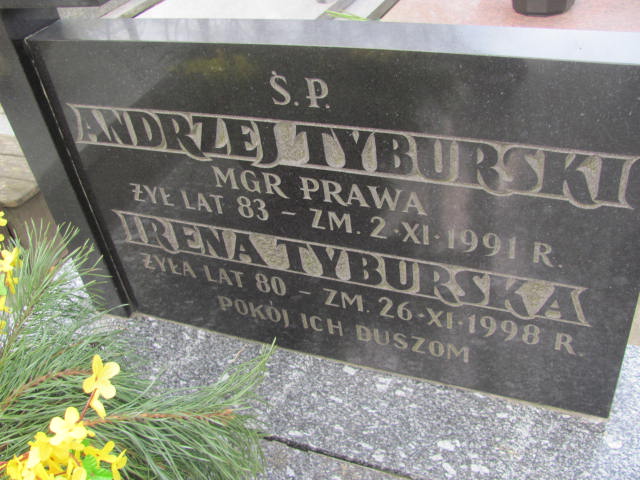 Ś.P.
ANDRZEJ TYBURSKI
MGR PRAWA
ŻYŁ LAT 83 - ZM. 2·XI·1991 R.
IRENA TYBURSKA
ŻYŁA LAT 80 - ZM. 26·XI·1998 R.
POKÓJ ICH DUSZOM